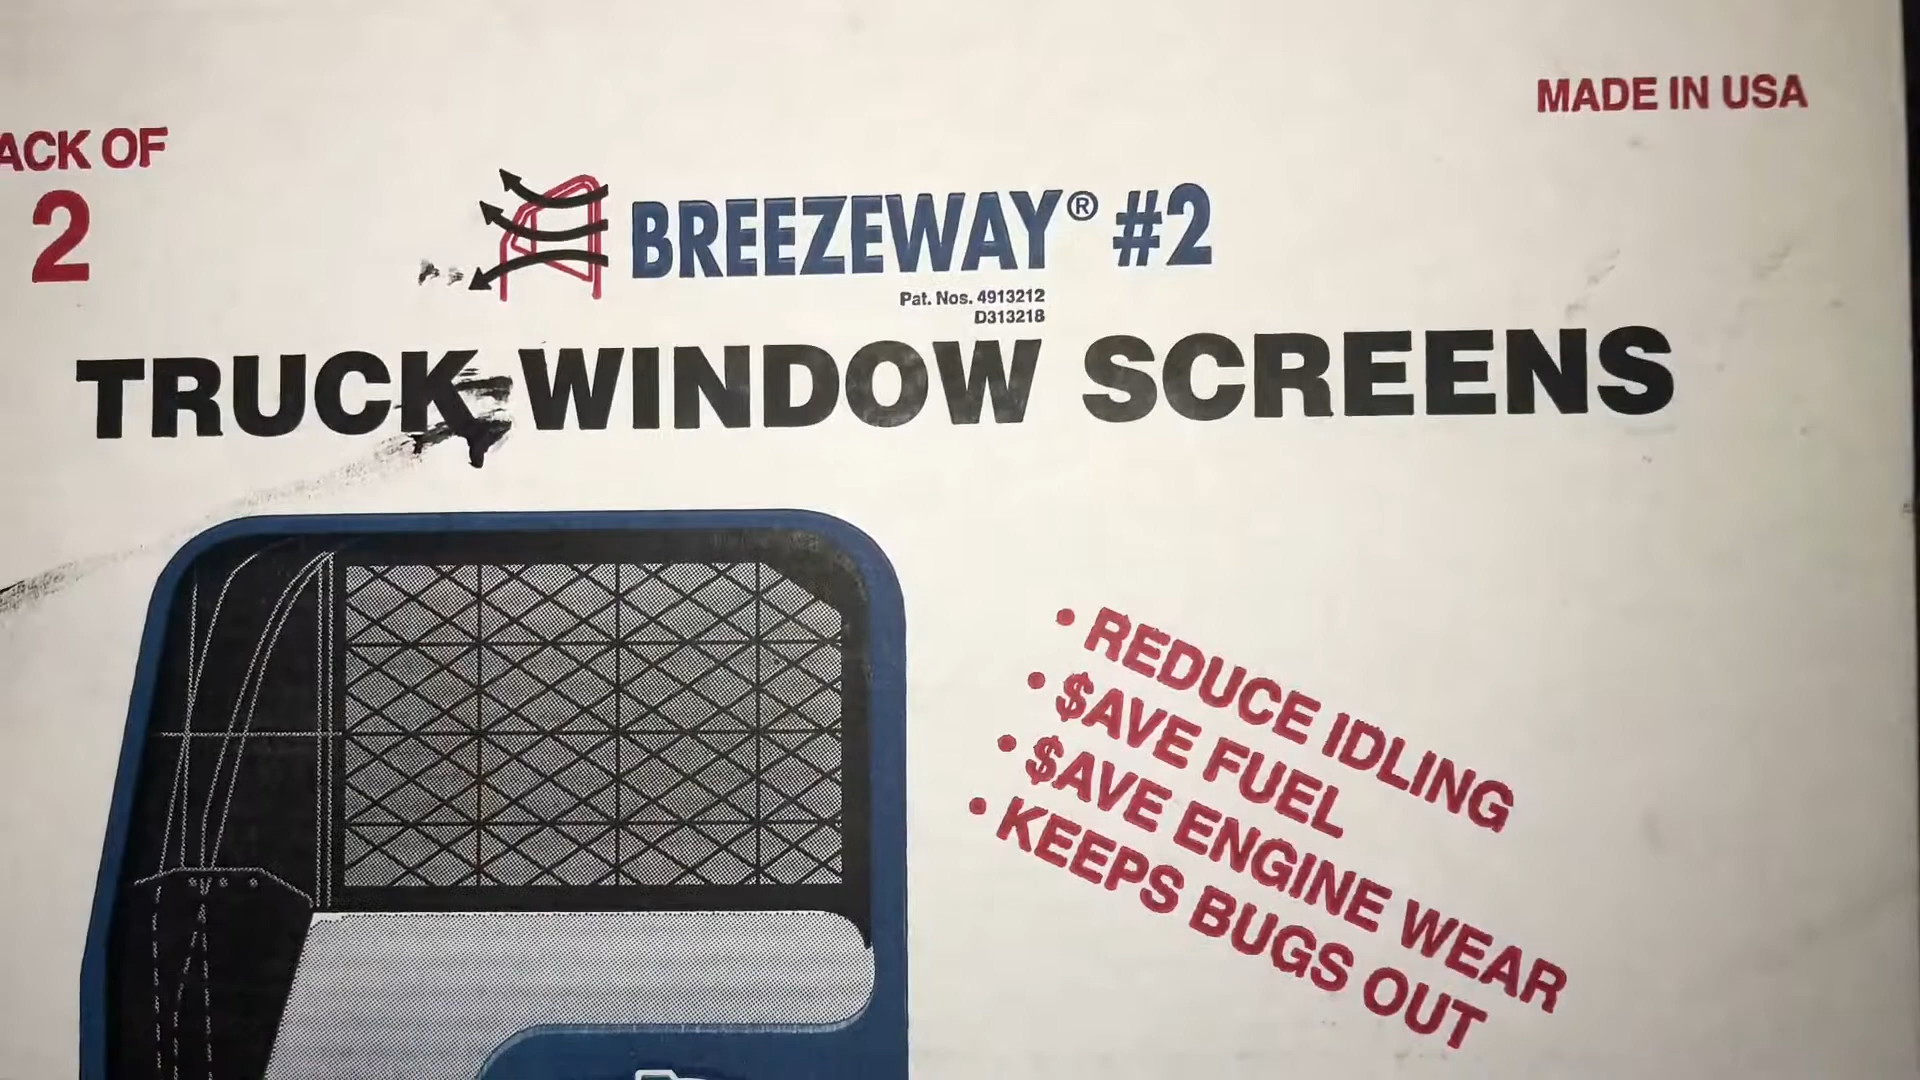 MADE IN USA
ACK OF
2
BREEZEWAY® #2
Pat. Nos. 4913212
D313218
TRUCK WINDOW SCREENS
• REDUCE IDLING
• $AVE FUEL
• $AVE ENGINE WEAR
• KEEPS BUGS OUT